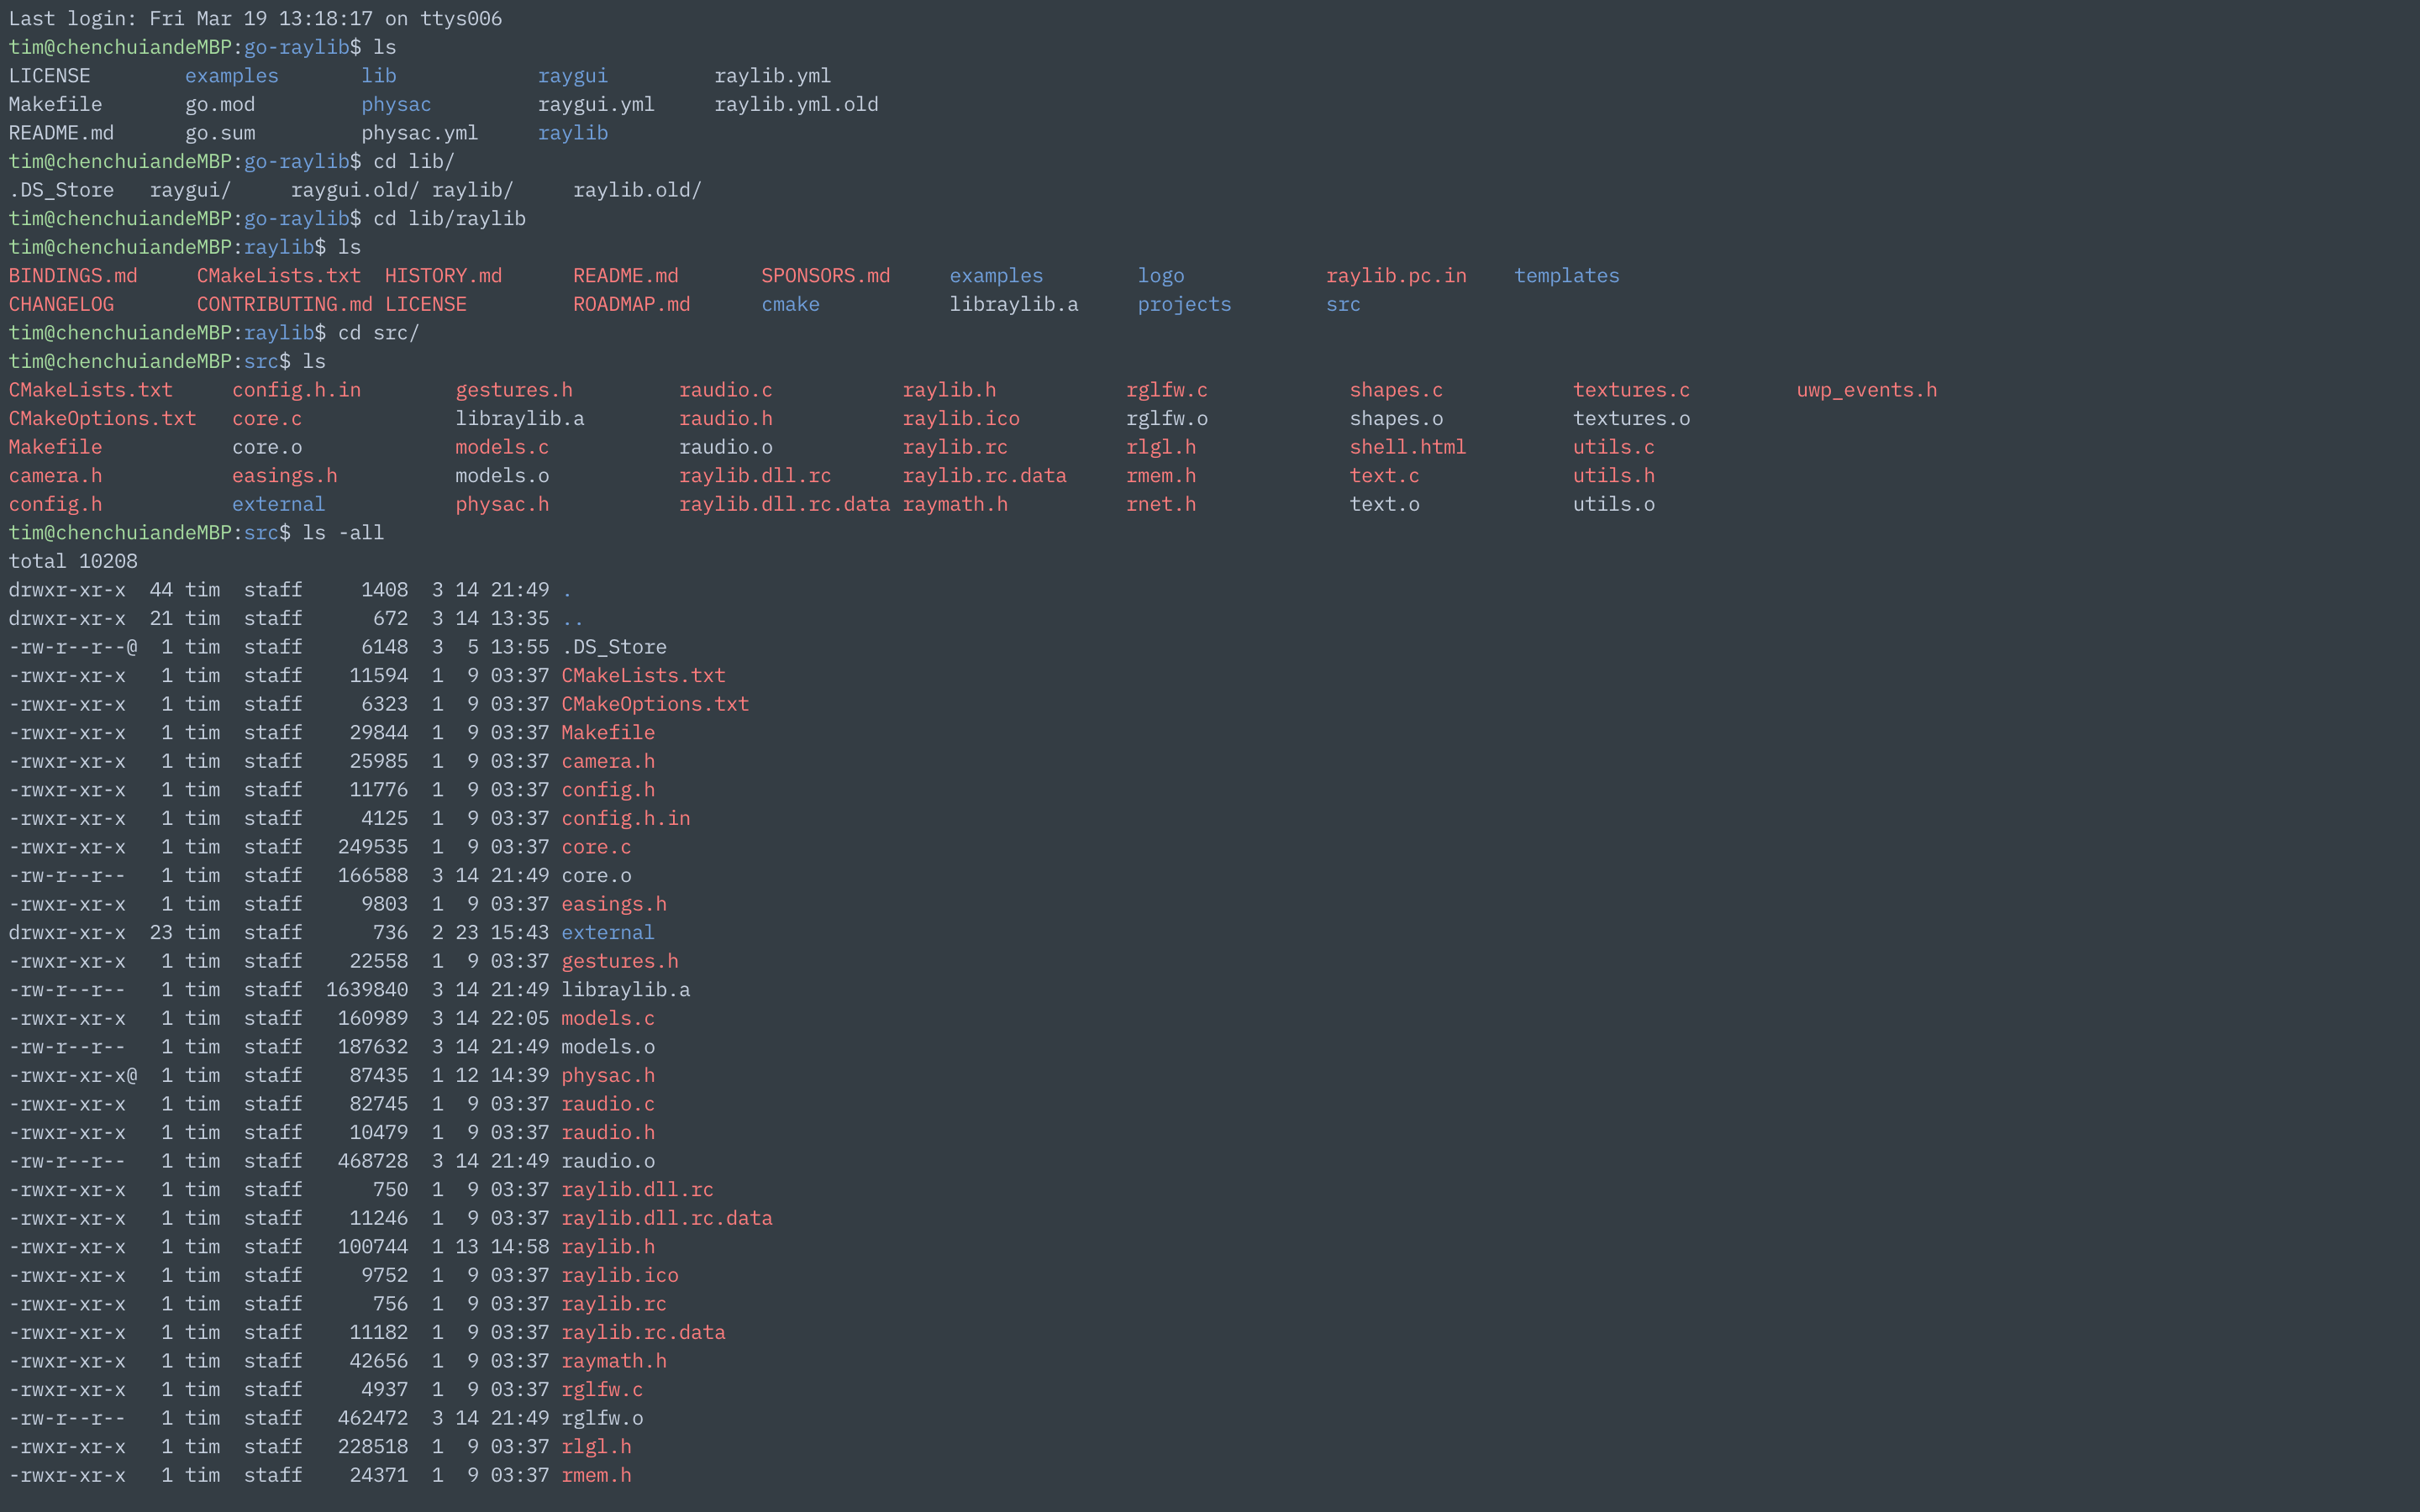 Last login: Fri Mar 19 13:18:17 on ttys006
tim@chenchuiandeMBP:go-raylib$ ls
LICENSE        examples       lib            raygui         raylib.yml
Makefile       go.mod         physac         raygui.yml     raylib.yml.old
README.md      go.sum         physac.yml     raylib
tim@chenchuiandeMBP:go-raylib$ cd lib/
.DS_Store   raygui/     raygui.old/ raylib/     raylib.old/
tim@chenchuiandeMBP:go-raylib$ cd lib/raylib
tim@chenchuiandeMBP:raylib$ ls
BINDINGS.md     CMakeLists.txt  HISTORY.md      README.md       SPONSORS.md     examples        logo            raylib.pc.in    templates
CHANGELOG       CONTRIBUTING.md LICENSE         ROADMAP.md      cmake           libraylib.a     projects        src
tim@chenchuiandeMBP:raylib$ cd src/
tim@chenchuiandeMBP:src$ ls
CMakeLists.txt     config.h.in        gestures.h         raudio.c           raylib.h           rglfw.c            shapes.c           textures.c         uwp_events.h
CMakeOptions.txt   core.c             libraylib.a        raudio.h           raylib.ico         rglfw.o            shapes.o           textures.o
Makefile           core.o             models.c           raudio.o           raylib.rc          rlgl.h             shell.html         utils.c
camera.h           easings.h          models.o           raylib.dll.rc      raylib.rc.data     rmem.h             text.c             utils.h
config.h           external           physac.h           raylib.dll.rc.data raymath.h          rnet.h             text.o             utils.o
tim@chenchuiandeMBP:src$ ls -all
total 10208
drwxr-xr-x  44 tim  staff     1408  3 14 21:49 .
drwxr-xr-x  21 tim  staff      672  3 14 13:35 ..
-rw-r--r--@  1 tim  staff     6148  3  5 13:55 .DS_Store
-rwxr-xr-x   1 tim  staff    11594  1  9 03:37 CMakeLists.txt
-rwxr-xr-x   1 tim  staff     6323  1  9 03:37 CMakeOptions.txt
-rwxr-xr-x   1 tim  staff    29844  1  9 03:37 Makefile
-rwxr-xr-x   1 tim  staff    25985  1  9 03:37 camera.h
-rwxr-xr-x   1 tim  staff    11776  1  9 03:37 config.h
-rwxr-xr-x   1 tim  staff     4125  1  9 03:37 config.h.in
-rwxr-xr-x   1 tim  staff   249535  1  9 03:37 core.c
-rw-r--r--   1 tim  staff   166588  3 14 21:49 core.o
-rwxr-xr-x   1 tim  staff     9803  1  9 03:37 easings.h
drwxr-xr-x  23 tim  staff      736  2 23 15:43 external
-rwxr-xr-x   1 tim  staff    22558  1  9 03:37 gestures.h
-rw-r--r--   1 tim  staff  1639840  3 14 21:49 libraylib.a
-rwxr-xr-x   1 tim  staff   160989  3 14 22:05 models.c
-rw-r--r--   1 tim  staff   187632  3 14 21:49 models.o
-rwxr-xr-x@  1 tim  staff    87435  1 12 14:39 physac.h
-rwxr-xr-x   1 tim  staff    82745  1  9 03:37 raudio.c
-rwxr-xr-x   1 tim  staff    10479  1  9 03:37 raudio.h
-rw-r--r--   1 tim  staff   468728  3 14 21:49 raudio.o
-rwxr-xr-x   1 tim  staff      750  1  9 03:37 raylib.dll.rc
-rwxr-xr-x   1 tim  staff    11246  1  9 03:37 raylib.dll.rc.data
-rwxr-xr-x   1 tim  staff   100744  1 13 14:58 raylib.h
-rwxr-xr-x   1 tim  staff     9752  1  9 03:37 raylib.ico
-rwxr-xr-x   1 tim  staff      756  1  9 03:37 raylib.rc
-rwxr-xr-x   1 tim  staff    11182  1  9 03:37 raylib.rc.data
-rwxr-xr-x   1 tim  staff    42656  1  9 03:37 raymath.h
-rwxr-xr-x   1 tim  staff     4937  1  9 03:37 rglfw.c
-rw-r--r--   1 tim  staff   462472  3 14 21:49 rglfw.o
-rwxr-xr-x   1 tim  staff   228518  1  9 03:37 rlgl.h
-rwxr-xr-x   1 tim  staff    24371  1  9 03:37 rmem.h